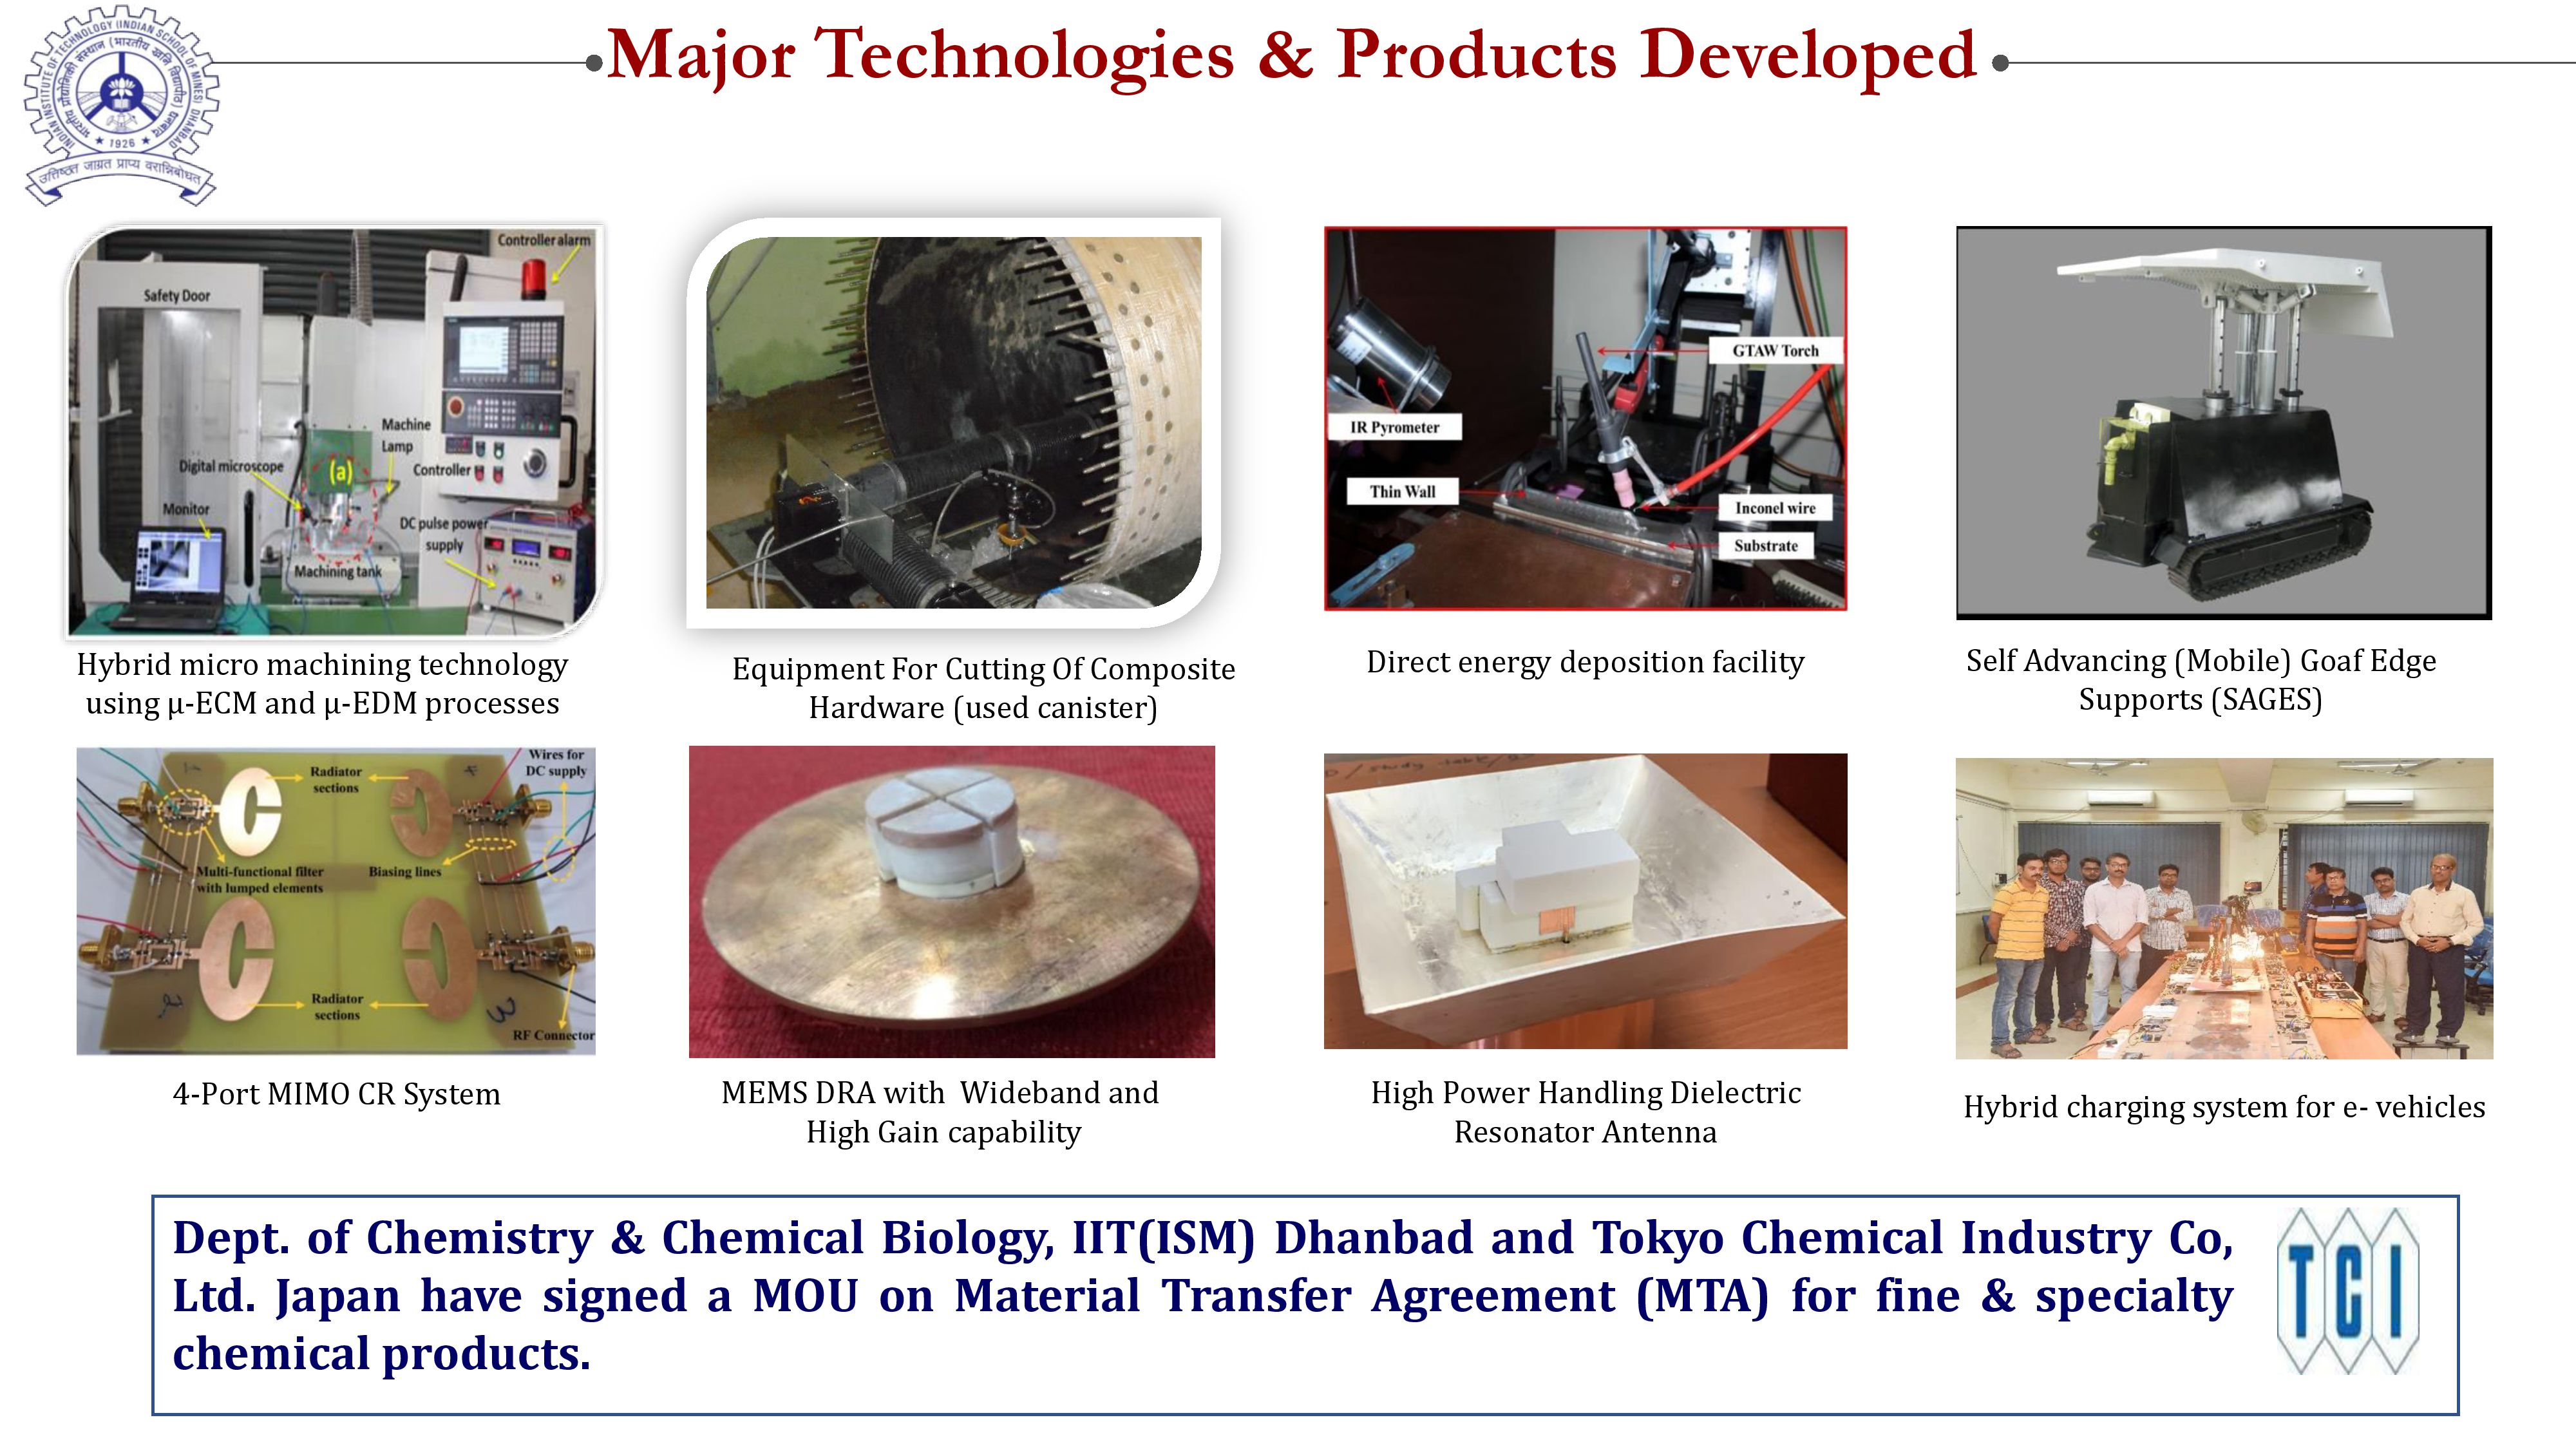 INDIAN INSTITUTE OF TECHNOLOGY (INDIAN SCHOOL OF MINES) DHANBAD
भारतीय प्रौद्योगिकी संस्थान (भारतीय खनि विद्यापीठ) धनबाद
★ 1926 ★
उत्तिष्ठत जाग्रत प्राप्य वरान्निबोधत
Major Technologies & Products Developed
Controller alarm
Safety Door
Machine
Lamp
Digital microscope
(a)
Controller
Monitor
DC pulse power
supply
Machining tank
GTAW Torch
IR Pyrometer
Thin Wall
Inconel wire
Substrate
Hybrid micro machining technology
using µ-ECM and µ-EDM processes
Equipment For Cutting Of Composite
Hardware (used canister)
Direct energy deposition facility
Self Advancing (Mobile) Goaf Edge
Supports (SAGES)
Wires for
DC supply
Radiator
sections
Multi-functional filter
with lumped elements
Biasing lines
Radiator
sections
RF Connector
4-Port MIMO CR System
MEMS DRA with Wideband and
High Gain capability
High Power Handling Dielectric
Resonator Antenna
Hybrid charging system for e- vehicles
Dept. of Chemistry & Chemical Biology, IIT(ISM) Dhanbad and Tokyo Chemical Industry Co,
Ltd. Japan have signed a MOU on Material Transfer Agreement (MTA) for fine & specialty
chemical products.
TCI